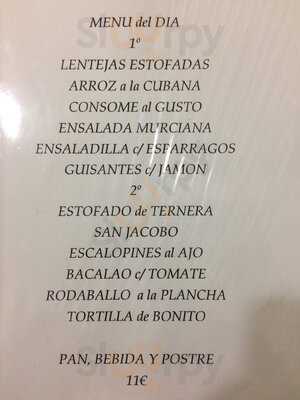 MENU del DIA
1º
LENTEJAS ESTOFADAS
ARROZ a la CUBANA
CONSOME al GUSTO
ENSALADA MURCIANA
ENSALADILLA c/ ESPARRAGOS
GUISANTES c/ JAMON
2º
ESTOFADO de TERNERA
SAN JACOBO
ESCALOPINES al AJO
BACALAO c/ TOMATE
RODABALLO a la PLANCHA
TORTILLA de BONITO
PAN, BEBIDA Y POSTRE
11€